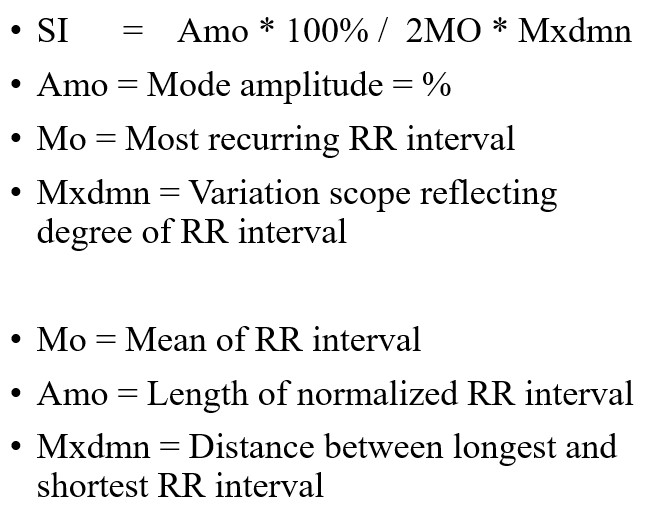 • SI = Amo * 100% / 2MO * Mxdmn
• Amo = Mode amplitude = %
• Mo = Most recurring RR interval
• Mxdmn = Variation scope reflecting
degree of RR interval
• Mo = Mean of RR interval
• Amo = Length of normalized RR interval
• Mxdmn = Distance between longest and
shortest RR interval